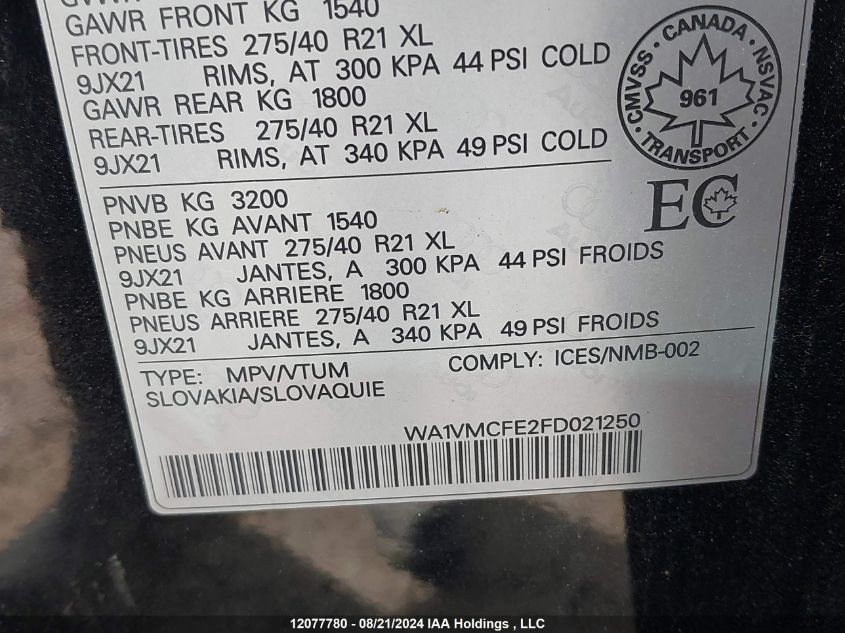 GAWR FRONT KG 1540
FRONT-TIRES 275/40 R21 XL
9JX21 RIMS, AT 300 KPA 44 PSI COLD
GAWR REAR KG 1800
REAR-TIRES 275/40 R21 XL
9JX21 RIMS, AT 340 KPA 49 PSI COLD
CMVSS · CANADA · NSVAC · TRANSPORT ·
961
EC
PNVB KG 3200
PNBE KG AVANT 1540
PNEUS AVANT 275/40 R21 XL
9JX21 JANTES, A 300 KPA 44 PSI FROIDS
PNBE KG ARRIERE 1800
PNEUS ARRIERE 275/40 R21 XL
9JX21 JANTES, A 340 KPA 49 PSI FROIDS
TYPE: MPV/VTUM COMPLY: ICES/NMB-002
SLOVAKIA/SLOVAQUIE
WA1VMCFE2FD021250
12077780 - 08/21/2024 IAA Holdings , LLC